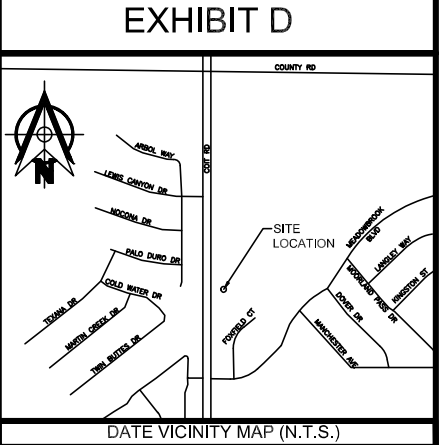 EXHIBIT D
COUNTY RD
COIT RD
N
ARBOL WAY
LEWIS CANYON DR
NOCONA DR
PALO DURO DR
COLD WATER DR
TEXANA DR
MARTIN CREEK DR
TWIN BUTTES DR
SITE
LOCATION
FOXFIELD CT
MEADOWBROOK
BLVD
LANGLEY WAY
MOORLAND PASS DR
KINGSTON ST
DOVER DR
MANCHESTER AVE
DATE VICINITY MAP (N.T.S.)